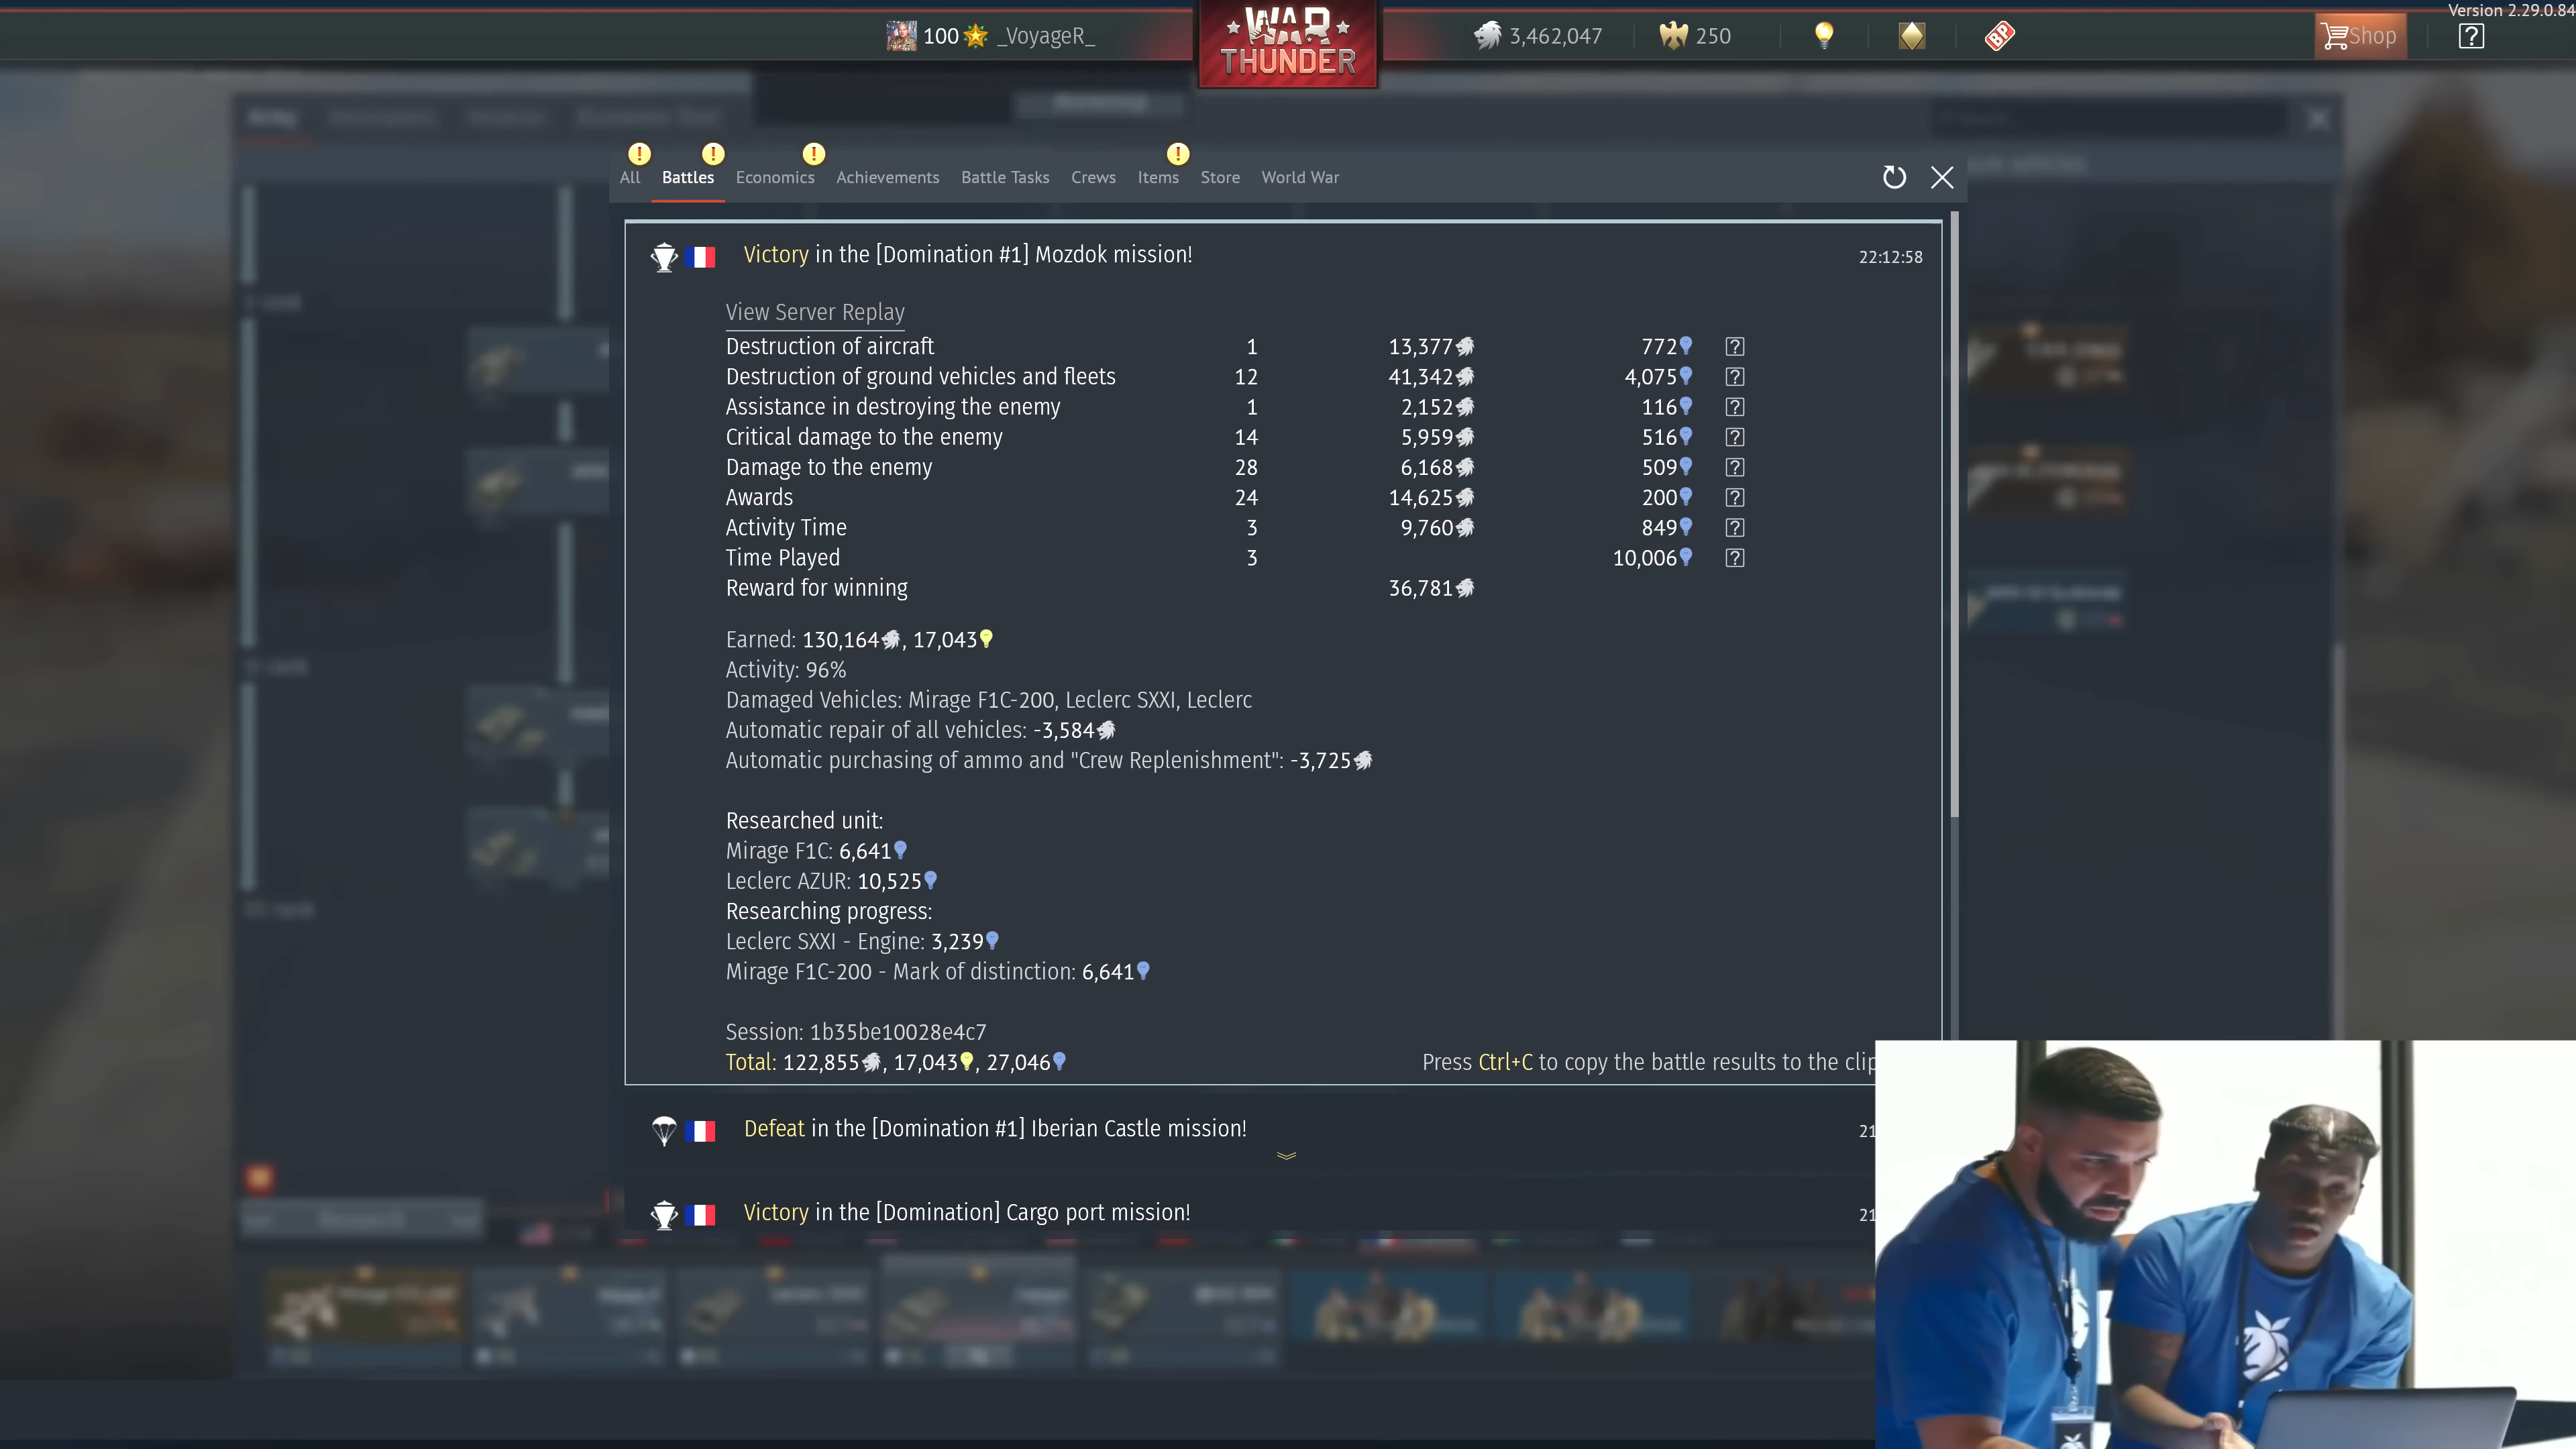 Version 2.29.0.84
100 _VoyageR_
WAR
THUNDER
3,462,047
250
BP
Shop
?
All Battles Economics Achievements Battle Tasks Crews Items Store World War
Victory in the [Domination #1] Mozdok mission!
22:12:58
View Server Replay
Destruction of aircraft 1 13,377 772 ?
Destruction of ground vehicles and fleets 12 41,342 4,075 ?
Assistance in destroying the enemy 1 2,152 116 ?
Critical damage to the enemy 14 5,959 516 ?
Damage to the enemy 28 6,168 509 ?
Awards 24 14,625 200 ?
Activity Time 3 9,760 849 ?
Time Played 3 10,006 ?
Reward for winning 36,781
Earned: 130,164, 17,043
Activity: 96%
Damaged Vehicles: Mirage F1C-200, Leclerc SXXI, Leclerc
Automatic repair of all vehicles: -3,584
Automatic purchasing of ammo and "Crew Replenishment": -3,725
Researched unit:
Mirage F1C: 6,641
Leclerc AZUR: 10,525
Researching progress:
Leclerc SXXI - Engine: 3,239
Mirage F1C-200 - Mark of distinction: 6,641
Session: 1b35be10028e4c7
Total: 122,855, 17,043, 27,046
Press Ctrl+C to copy the battle results to the clip
Defeat in the [Domination #1] Iberian Castle mission!
21
Victory in the [Domination] Cargo port mission!
21